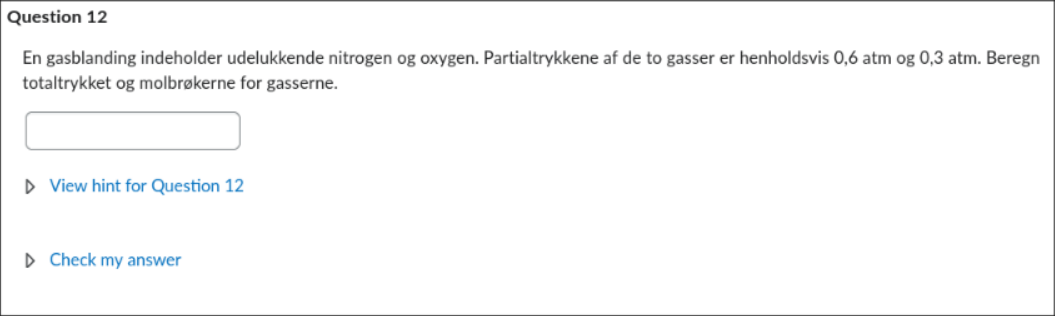 Question 12
En gasblanding indeholder udelukkende nitrogen og oxygen. Partialtrykkene af de to gasser er henholdsvis 0,6 atm og 0,3 atm. Beregn
totaltrykket og molbrøkerne for gasserne.
View hint for Question 12
Check my answer